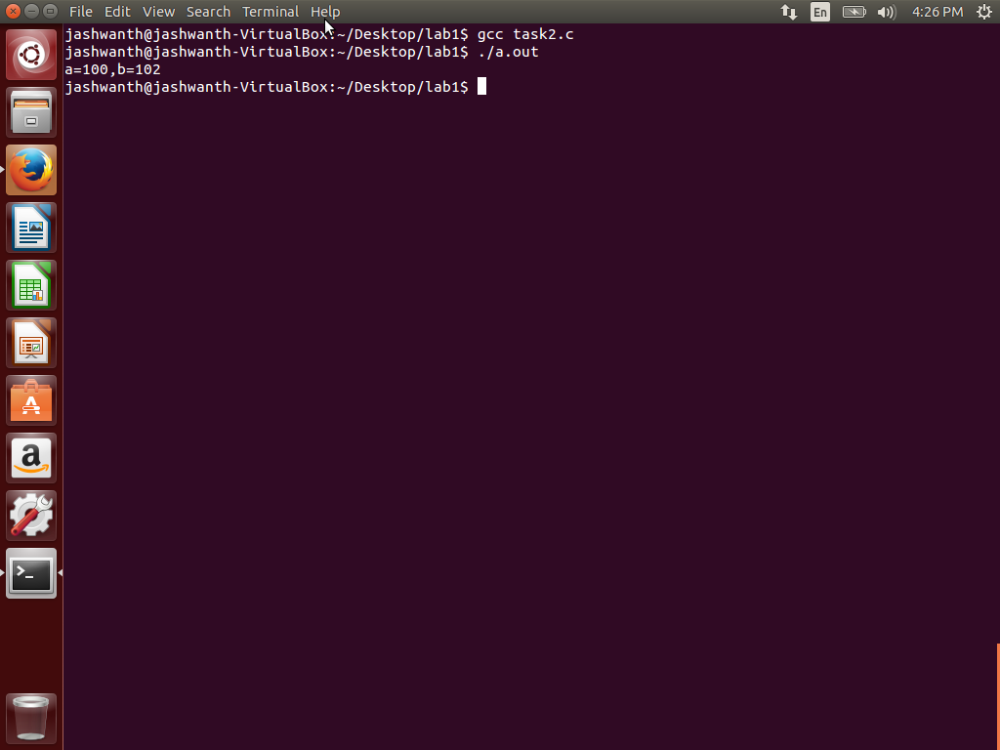 File Edit View Search Terminal Help En 4:26 PM
jashwanth@jashwanth-VirtualBox:~/Desktop/lab1$ gcc task2.c
jashwanth@jashwanth-VirtualBox:~/Desktop/lab1$ ./a.out
a=100,b=102
jashwanth@jashwanth-VirtualBox:~/Desktop/lab1$